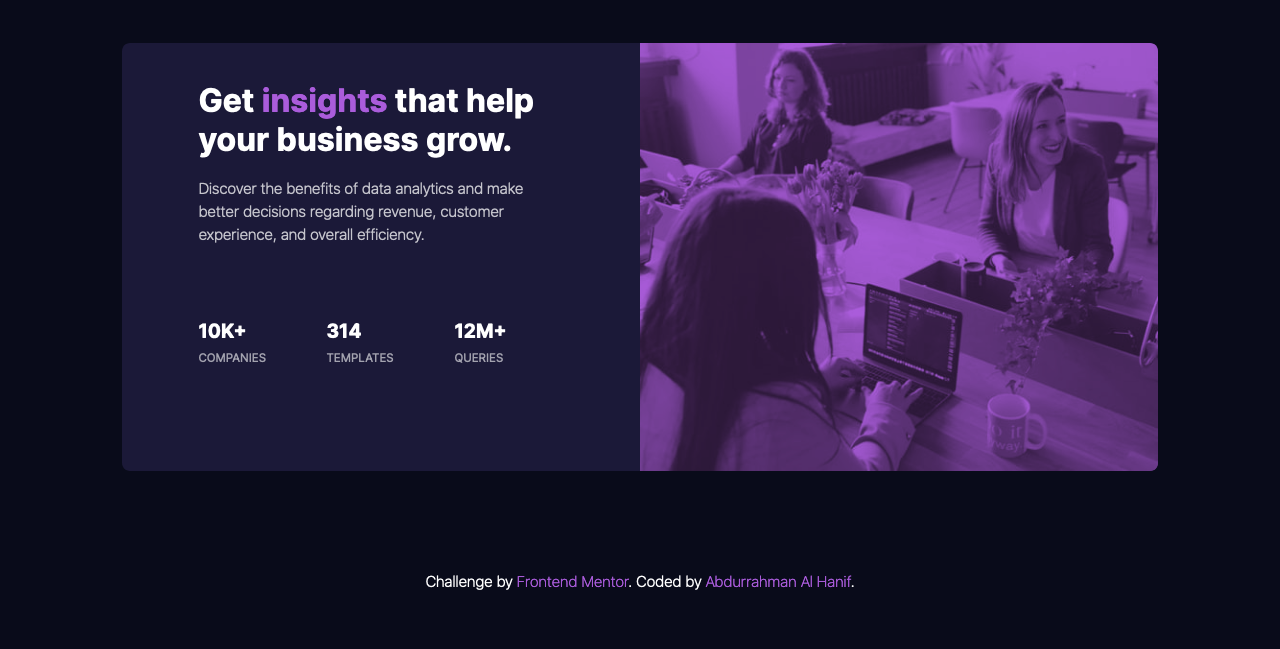 Get insights that help
your business grow.
Discover the benefits of data analytics and make
better decisions regarding revenue, customer
experience, and overall efficiency.
10K+ 314 12M+
COMPANIES TEMPLATES QUERIES
Challenge by Frontend Mentor. Coded by Abdurrahman Al Hanif.